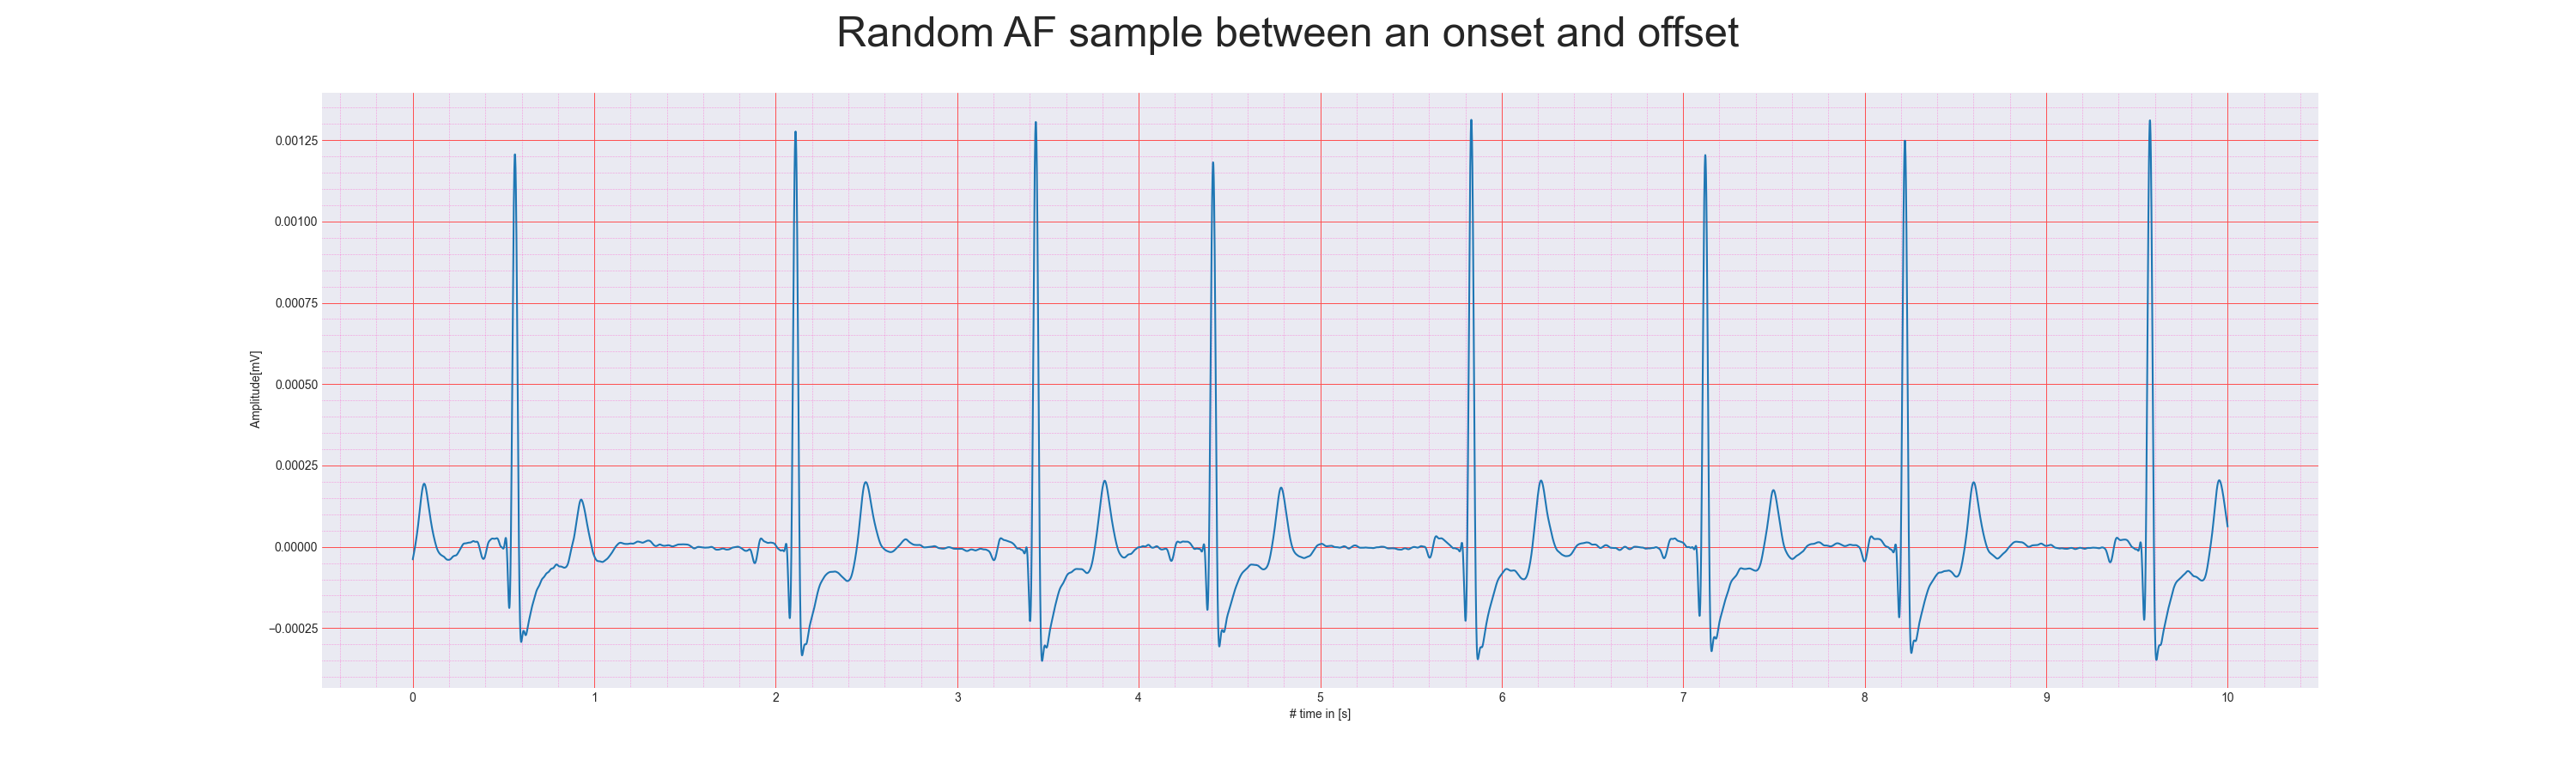 Random AF sample between an onset and offset
0.00125
0.00100
0.00075
0.00050
0.00025
0.00000
−0.00025
Amplitude[mV]
0 1 2 3 4 5 6 7 8 9 10
# time in [s]